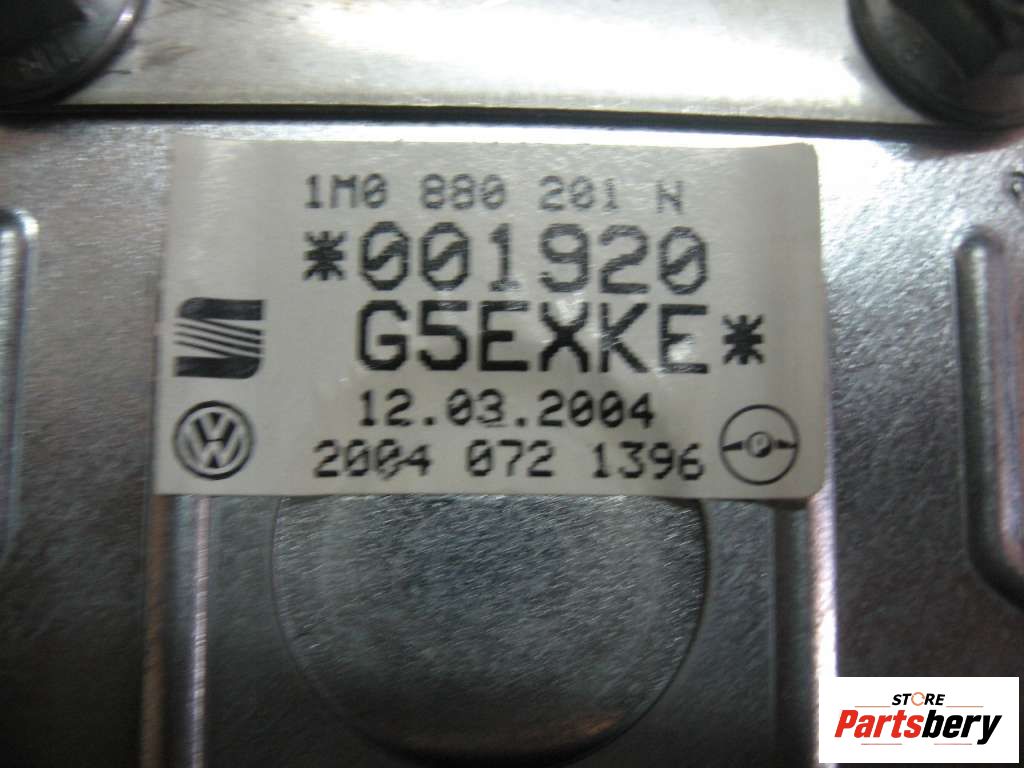 1M0 880 201 N
*001920
G5EXKE*
12.03.2004
2004 072 1396
P
STORE
Partsbery